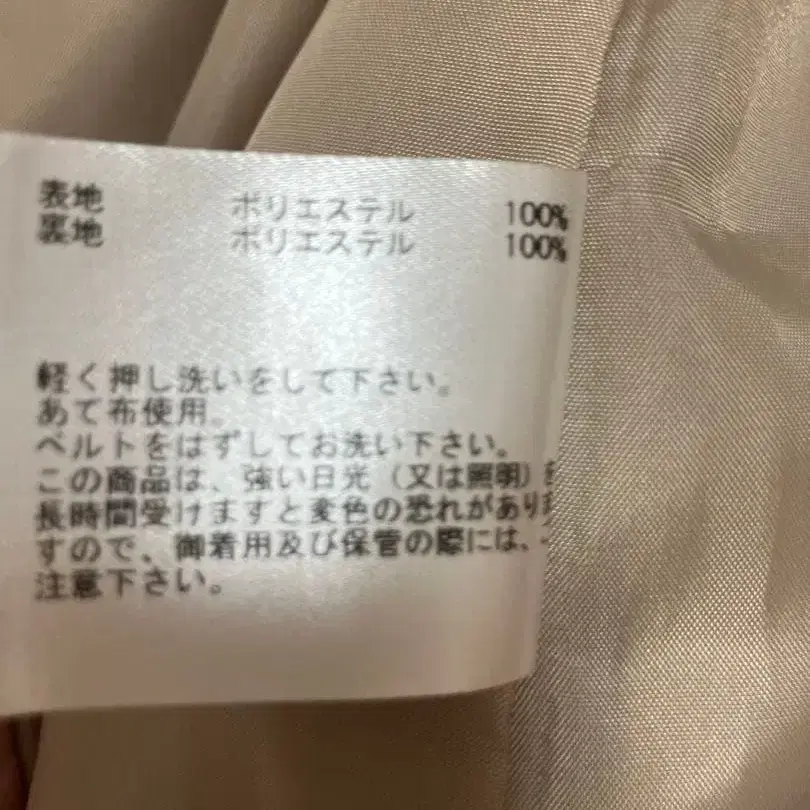 表地 ポリエステル 100%
裏地 ポリエステル 100%
軽く押し洗いをして下さい。
あて布使用。
ベルトをはずしてお洗い下さい。
この商品は、強い日光（又は照明）
長時間受けますと変色の恐れがあり
すので、御着用及び保管の際には、
注意下さい。